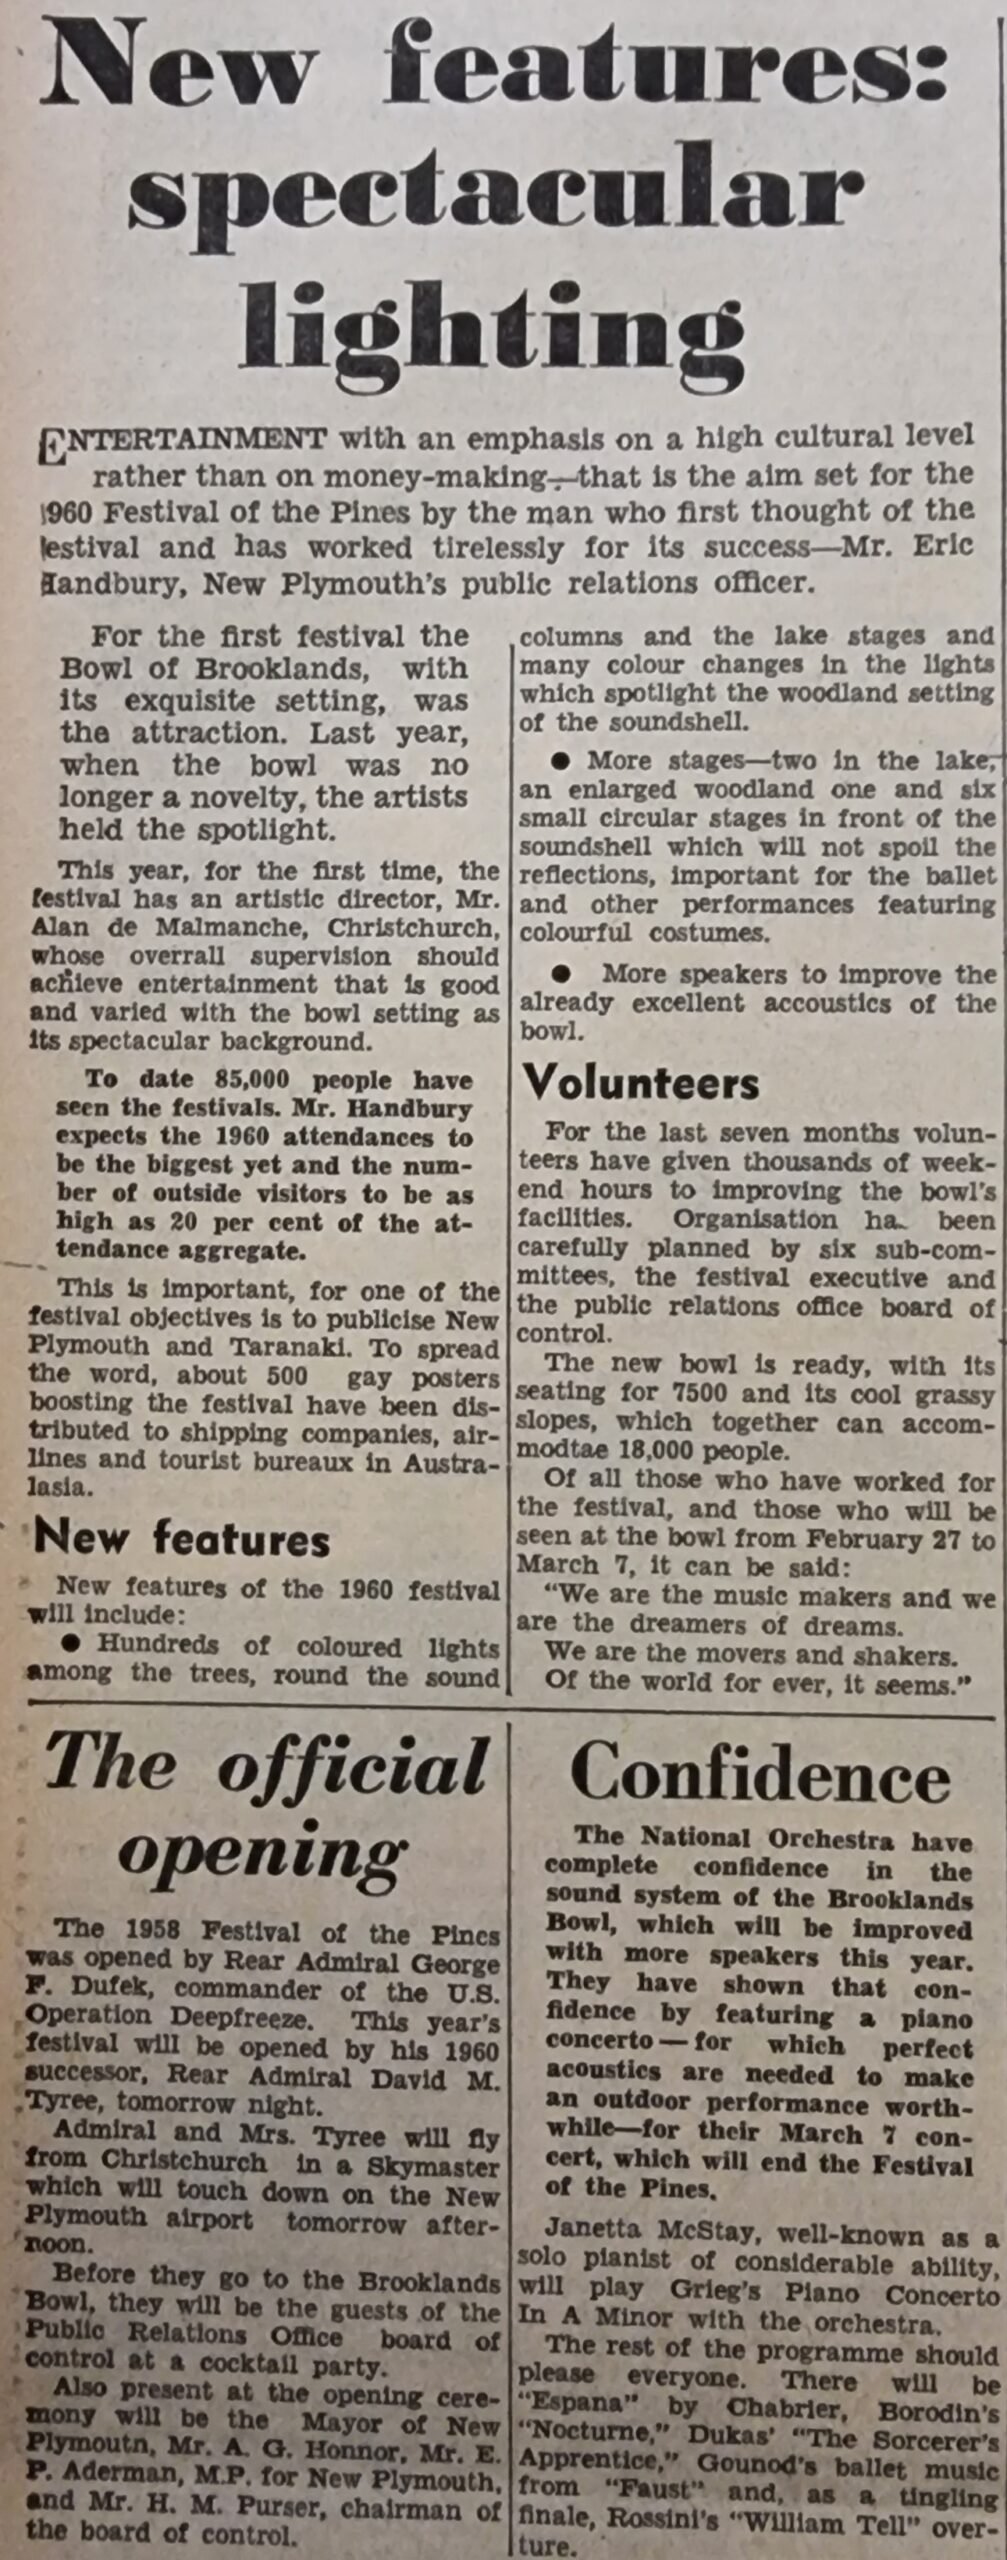 New features:
spectacular
lighting
ENTERTAINMENT with an emphasis on a high cultural level
rather than on money-making—that is the aim set for the
1960 Festival of the Pines by the man who first thought of the
festival and has worked tirelessly for its success—Mr. Eric
Handbury, New Plymouth's public relations officer.
For the first festival the
Bowl of Brooklands, with
its exquisite setting, was
the attraction. Last year,
when the bowl was no
longer a novelty, the artists
held the spotlight.
This year, for the first time, the
festival has an artistic director, Mr.
Alan de Malmanche, Christchurch,
whose overrall supervision should
achieve entertainment that is good
and varied with the bowl setting as
its spectacular background.
To date 85,000 people have
seen the festivals. Mr. Handbury
expects the 1960 attendances to
be the biggest yet and the num-
ber of outside visitors to be as
high as 20 per cent of the at-
tendance aggregate.
This is important, for one of the
festival objectives is to publicise New
Plymouth and Taranaki. To spread
the word, about 500 gay posters
boosting the festival have been dis-
tributed to shipping companies, air-
lines and tourist bureaux in Austra-
lasia.
New features
New features of the 1960 festival
will include:
● Hundreds of coloured lights
among the trees, round the sound
columns and the lake stages and
many colour changes in the lights
which spotlight the woodland setting
of the soundshell.
● More stages—two in the lake,
an enlarged woodland one and six
small circular stages in front of the
soundshell which will not spoil the
reflections, important for the ballet
and other performances featuring
colourful costumes.
● More speakers to improve the
already excellent accoustics of the
bowl.
Volunteers
For the last seven months volun-
teers have given thousands of week-
end hours to improving the bowl's
facilities. Organisation ha been
carefully planned by six sub-com-
mittees, the festival executive and
the public relations office board of
control.
The new bowl is ready, with its
seating for 7500 and its cool grassy
slopes, which together can accom-
modtae 18,000 people.
Of all those who have worked for
the festival, and those who will be
seen at the bowl from February 27 to
March 7, it can be said:
"We are the music makers and we
are the dreamers of dreams.
We are the movers and shakers.
Of the world for ever, it seems."
The official
opening
The 1958 Festival of the Pines
was opened by Rear Admiral George
F. Dufek, commander of the U.S.
Operation Deepfreeze. This year's
festival will be opened by his 1960
successor, Rear Admiral David M.
Tyree, tomorrow night.
Admiral and Mrs. Tyree will fly
from Christchurch in a Skymaster
which will touch down on the New
Plymouth airport tomorrow after-
noon.
Before they go to the Brooklands
Bowl, they will be the guests of the
Public Relations Office board of
control at a cocktail party.
Also present at the opening cere-
mony will be the Mayor of New
Plymouth, Mr. A. G. Honnor, Mr. E.
P. Aderman, M.P. for New Plymouth,
and Mr. H. M. Purser, chairman of
the board of control.
Confidence
The National Orchestra have
complete confidence in the
sound system of the Brooklands
Bowl, which will be improved
with more speakers this year.
They have shown that con-
fidence by featuring a piano
concerto — for which perfect
acoustics are needed to make
an outdoor performance worth-
while—for their March 7 con-
cert, which will end the Festival
of the Pines.
Janetta McStay, well-known as a
solo pianist of considerable ability,
will play Grieg's Piano Concerto
In A Minor with the orchestra.
The rest of the programme should
please everyone. There will be
"Espana" by Chabrier, Borodin's
"Nocturne," Dukas' "The Sorcerer's
Apprentice," Gounod's ballet music
from "Faust" and, as a tingling
finale, Rossini's "William Tell" over-
ture.